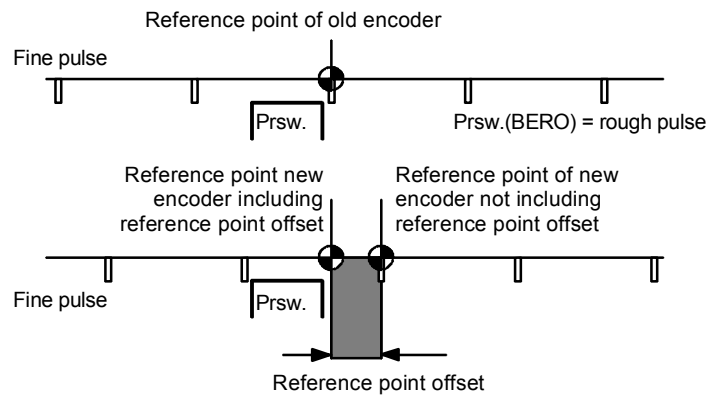 Reference point of old encoder
Fine pulse
Prsw.
Prsw.(BERO) = rough pulse
Reference point new
encoder including
reference point offset
Reference point of new
encoder not including
reference point offset
Fine pulse
Prsw.
Reference point offset